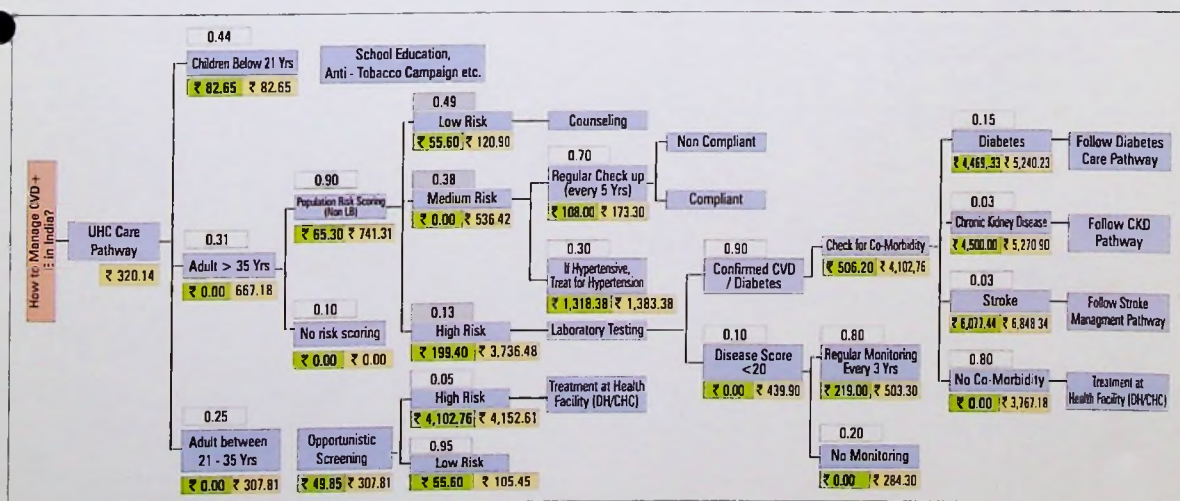 How to Manage CVD +
in India?
UHC Care
Pathway
₹ 320.14
0.44
Children Below 21 Yrs
₹ 82.65 ₹ 82.65
School Education,
Anti - Tobacco Campaign etc.
0.31
Adult > 35 Yrs
₹ 0.00 667.18
0.90
Population Risk Scoring
(Non LB)
₹ 65.30 ₹ 741.31
0.10
No risk scoring
₹ 0.00 ₹ 0.00
0.49
Low Risk
₹ 55.60 ₹ 120.90
Counseling
0.38
Medium Risk
₹ 0.00 ₹ 536.42
0.70
Regular Check up
(every 5 Yrs)
₹ 108.00 ₹ 173.30
Non Compliant
Compliant
0.30
If Hypertensive,
Treat for Hypertension
₹ 1,318.38 ₹ 1,383.38
0.13
High Risk
₹ 199.40 ₹ 3,736.48
Laboratory Testing
0.90
Confirmed CVD
/ Diabetes
Check for Co-Morbidity
₹ 506.20 ₹ 4,102,76
0.15
Diabetes
₹ 4,469,33 ₹ 5,240.23
Follow Diabetes
Care Pathway
0.03
Chronic Kidney Disease
₹ 4,500.00 ₹ 5,270 90
Follow CKD
Pathway
0.03
Stroke
₹ 6,077.44 ₹ 6,848 34
Follow Stroke
Managment Pathway
0.80
No Co-Morbidity
₹ 0.00 ₹ 3,767.18
Treatment at
Health Facility (DH/CHC)
0.10
Disease Score
<20
₹ 0.00 ₹ 439.90
0.80
Regular Monitoring
Every 3 Yrs
₹ 219.00 ₹ 503.30
0.20
No Monitoring
₹ 0.00 ₹ 284.30
0.25
Adult between
21 - 35 Yrs
₹ 0.00 ₹ 307.81
Opportunistic
Screening
₹ 49.85 ₹ 307.81
0.05
High Risk
₹ 4,102,76 ₹ 4,152.61
Treatment at Health
Facility (DH/CHC)
0.95
Low Risk
₹ 55.60 ₹ 105.45